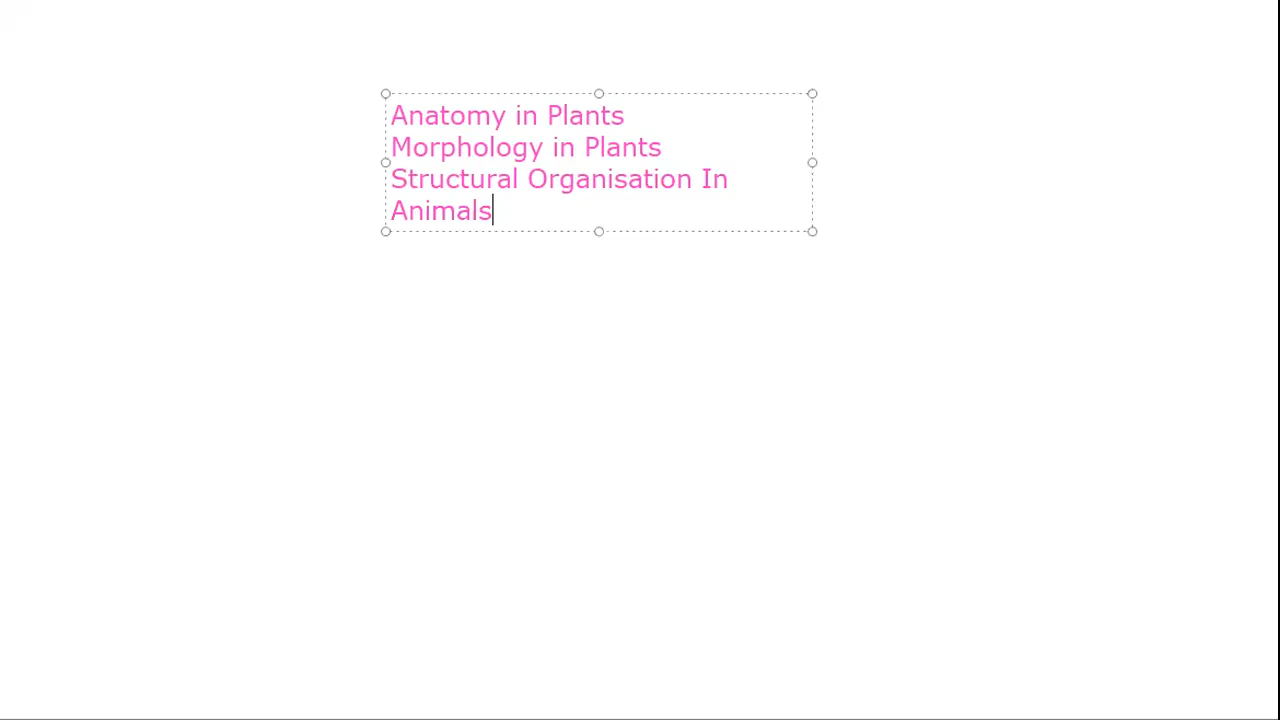 Anatomy in Plants
Morphology in Plants
Structural Organisation In
Animals